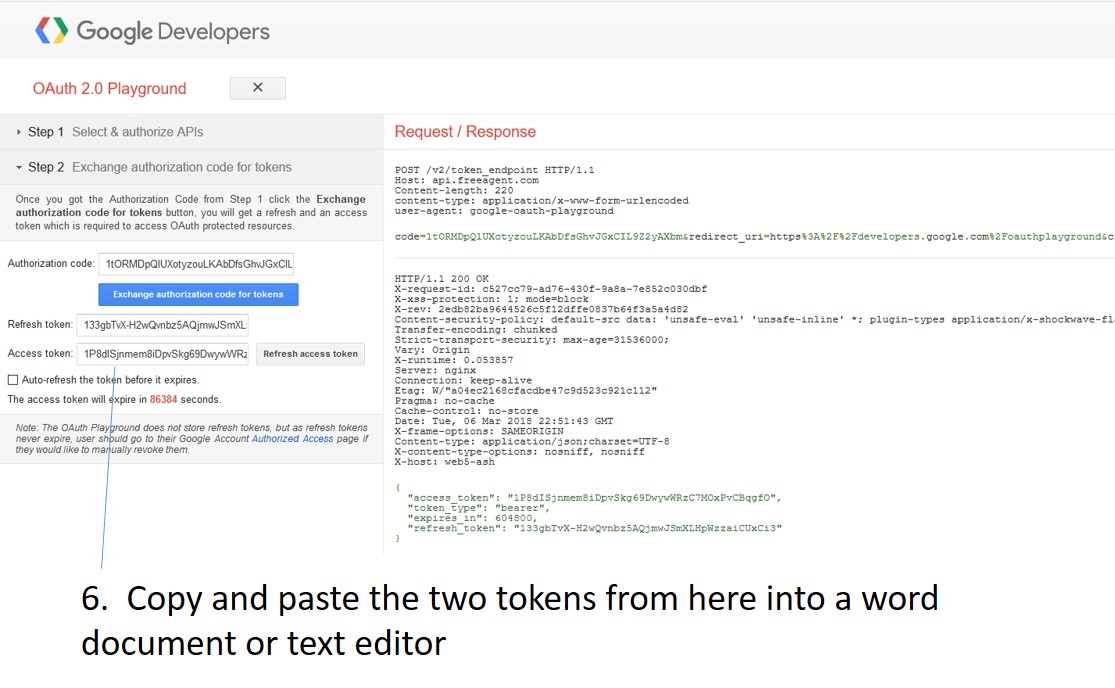 Google Developers
OAuth 2.0 Playground
✕
Step 1 Select & authorize APIs
Step 2 Exchange authorization code for tokens
Once you got the Authorization Code from Step 1 click the Exchange
authorization code for tokens button, you will get a refresh and an access
token which is required to access OAuth protected resources.
Authorization code: 1tORMDpQlUXotyzouLKAbDfsGhvJGxCIL
Exchange authorization code for tokens
Refresh token: 133gbTvX-H2wQvnbz5AQjmwJSmXL
Access token: 1P8dISjnmem8iDpvSkg69DwywWRz
Refresh access token
Auto-refresh the token before it expires.
The access token will expire in 86384 seconds.
Note: The OAuth Playground does not store refresh tokens, but as refresh tokens
never expire, user should go to their Google Account Authorized Access page if
they would like to manually revoke them.
Request / Response
POST /v2/token_endpoint HTTP/1.1
Host: api.freeagent.com
Content-length: 220
content-type: application/x-www-form-urlencoded
user-agent: google-oauth-playground
code=1tORMDpQlUXotyzouLKAbDfsGhvJGxCIL9Z2yAXbm&redirect_uri=https%3A%2F%2Fdevelopers.google.com%2Foauthplayground&c
HTTP/1.1 200 OK
X-request-id: c527cc79-ad76-430f-9a8a-7e852c030dbf
X-xss-protection: 1; mode=block
X-rev: 2edb82ba9644526c5f12dffe0837b64f3a5a4d82
Content-security-policy: default-src data: 'unsafe-eval' 'unsafe-inline' *; plugin-types application/x-shockwave-fla
Transfer-encoding: chunked
Strict-transport-security: max-age=31536000;
Vary: Origin
X-runtime: 0.053857
Server: nginx
Connection: keep-alive
Etag: W/"a04ec2168cfacdbe47c9d523c921c112"
Pragma: no-cache
Cache-control: no-store
Date: Tue, 06 Mar 2018 22:51:43 GMT
X-frame-options: SAMEORIGIN
Content-type: application/json;charset=UTF-8
X-content-type-options: nosniff, nosniff
X-host: web5-ash
{
"access_token": "1P8dISjnmem8iDpvSkg69DwywWRzC7MOxPvCBqgfO",
"token_type": "bearer",
"expires_in": 604800,
"refresh_token": "133gbTvX-H2wQvnbz5AQjmwJSmXLHpWzzaiCUxCi3"
}
6. Copy and paste the two tokens from here into a word
document or text editor